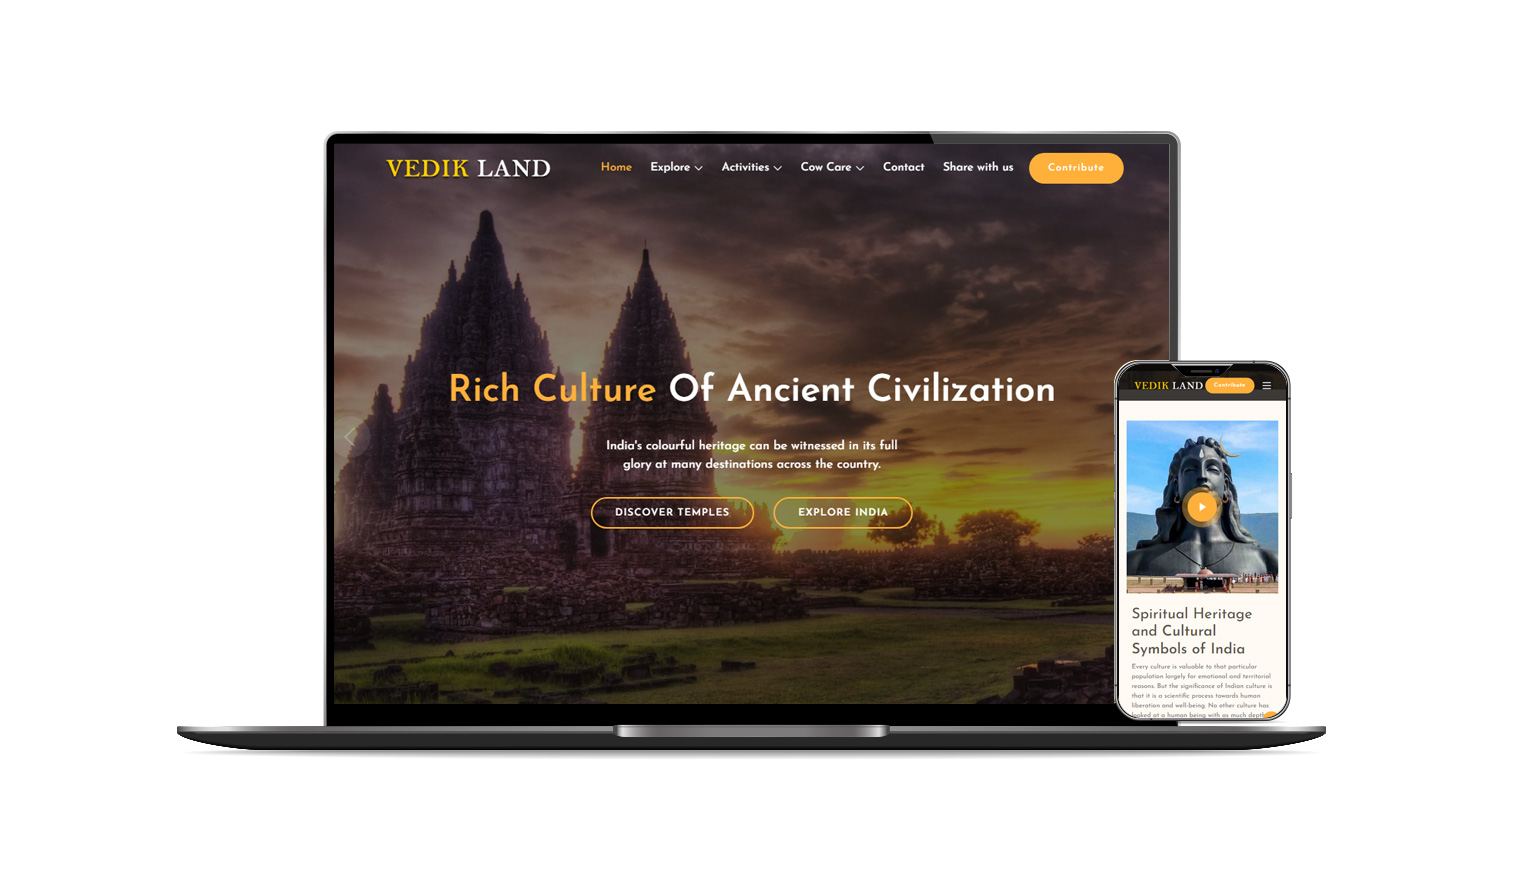 VEDIK LAND
Home Explore Activities Cow Care Contact Share with us Contribute
Rich Culture Of Ancient Civilization
India's colourful heritage can be witnessed in its full
glory at many destinations across the country.
DISCOVER TEMPLES EXPLORE INDIA
VEDIK LAND Contribute
Spiritual Heritage
and Cultural
Symbols of India
Every culture is valuable to that particular
population largely for emotional and territorial
reasons. But the significance of Indian culture is
that it is a scientific process towards human
liberation and well-being. No other culture has
looked at a human being with as much depth